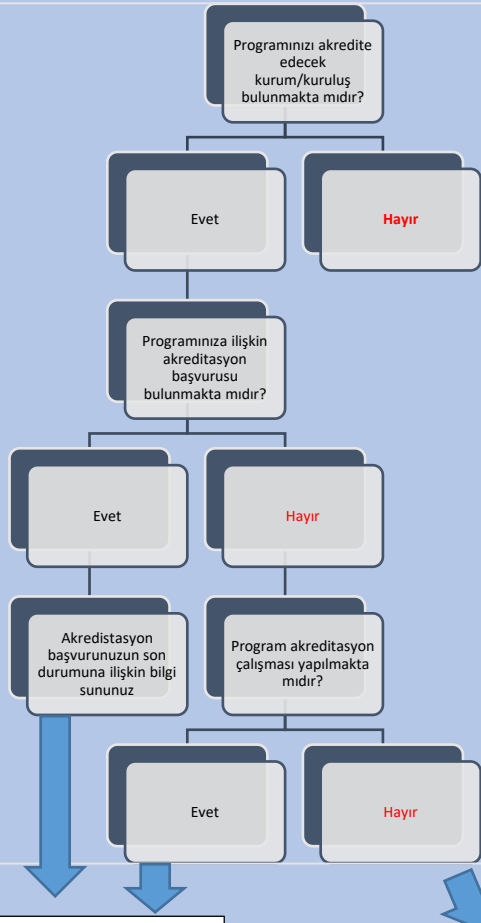 Programınızı akredite
edecek
kurum/kuruluş
bulunmakta mıdır?
Evet
Hayır
Programınıza ilişkin
akreditasyon
başvurusu
bulunmakta mıdır?
Evet
Hayır
Akredistasyon
başvurunuzun son
durumuna ilişkin bilgi
sununuz
Program akreditasyon
çalışması yapılmakta
mıdır?
Evet
Hayır